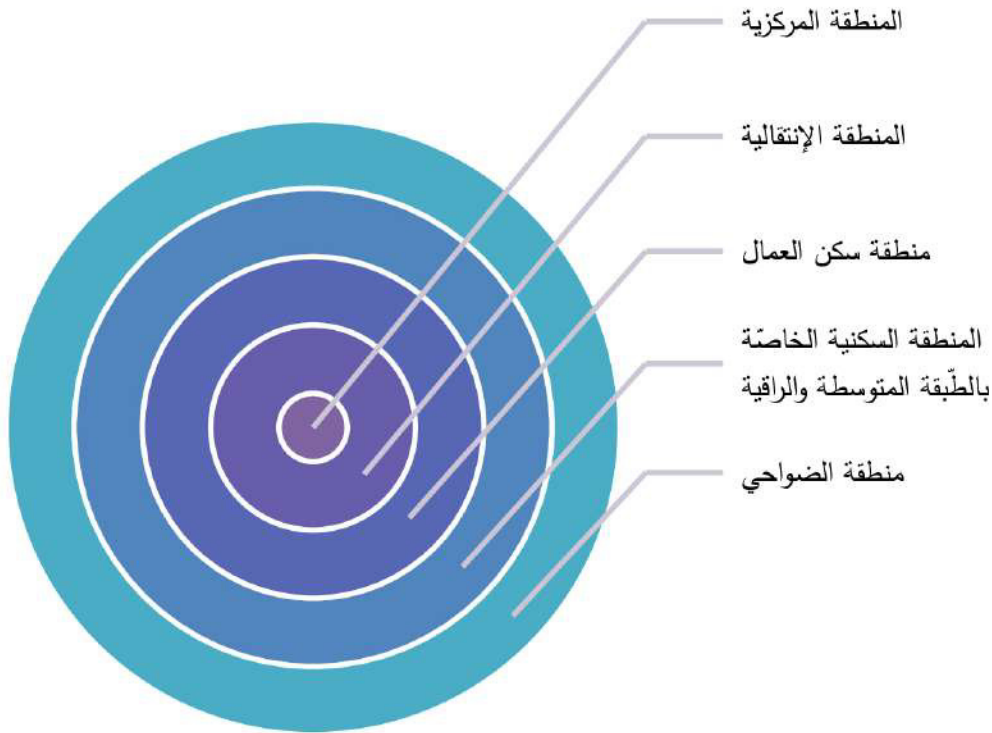 المنطقة المركزية
المنطقة الإنتقالية
منطقة سكن العمال
المنطقة السكنية الخاصّة
بالطّبقة المتوسطة والراقية
منطقة الضواحي